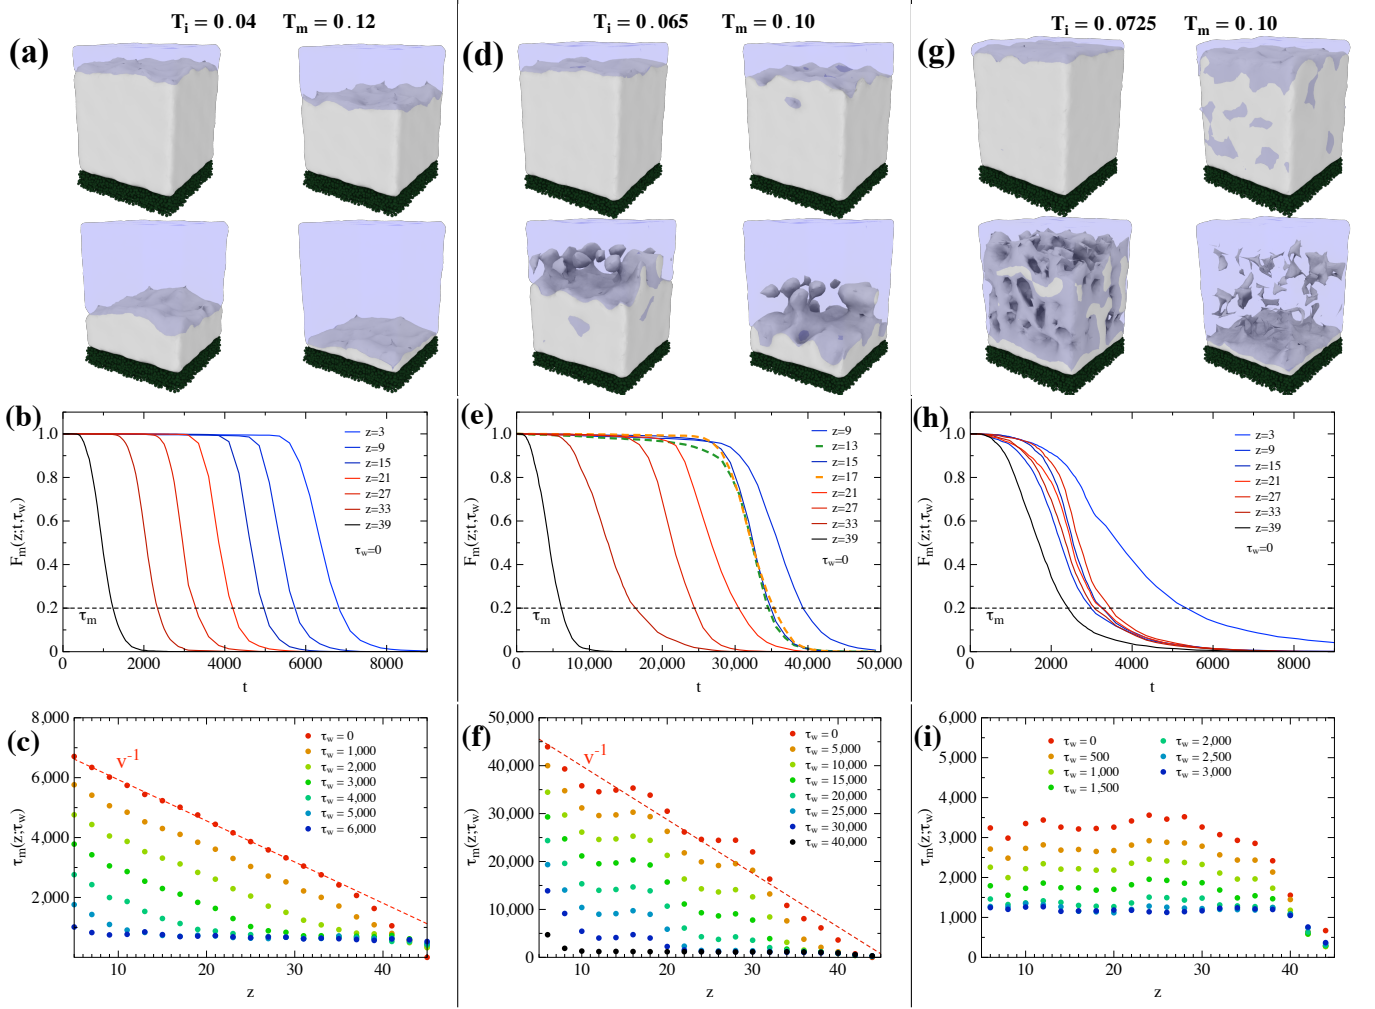 T_i = 0.04 T_m = 0.12
(a)
T_i = 0.065 T_m = 0.10
(d)
T_i = 0.0725 T_m = 0.10
(g)
(b)
F_m(z;t,τ_w)
1.0
0.8
0.6
0.4
0.2
0
τ_m
z=3
z=9
z=15
z=21
z=27
z=33
z=39
τ_w=0
0 2000 4000 6000 8000
t
(e)
F_m(z;t,τ_w)
1.0
0.8
0.6
0.4
0.2
0
τ_m
z=9
z=13
z=15
z=17
z=21
z=27
z=33
z=39
τ_w=0
0 10,000 20,000 30,000 40,000 50,000
t
(h)
F_m(z;t,τ_w)
1.0
0.8
0.6
0.4
0.2
0
τ_m
z=3
z=9
z=15
z=21
z=27
z=33
z=39
τ_w=0
0 2000 4000 6000 8000
t
(c)
τ_m(z;τ_w)
8,000
6,000
4,000
2,000
v^-1
τ_w = 0
τ_w = 1,000
τ_w = 2,000
τ_w = 3,000
τ_w = 4,000
τ_w = 5,000
τ_w = 6,000
10 20 30 40
z
(f)
τ_m(z;τ_w)
50,000
40,000
30,000
20,000
10,000
0
v^-1
τ_w = 0
τ_w = 5,000
τ_w = 10,000
τ_w = 15,000
τ_w = 20,000
τ_w = 25,000
τ_w = 30,000
τ_w = 40,000
10 20 30 40
z
(i)
τ_m(z;τ_w)
6,000
5,000
4,000
3,000
2,000
1,000
0
τ_w = 0
τ_w = 500
τ_w = 1,000
τ_w = 1,500
τ_w = 2,000
τ_w = 2,500
τ_w = 3,000
10 20 30 40
z